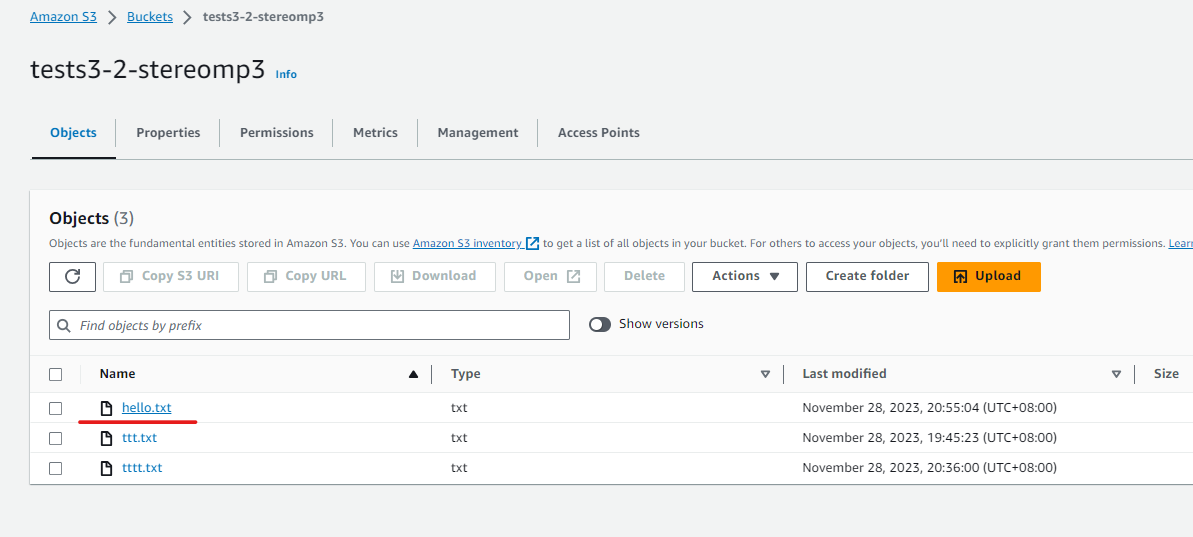 Amazon S3 > Buckets > tests3-2-stereomp3
tests3-2-stereomp3 Info
Objects Properties Permissions Metrics Management Access Points
Objects (3)
Objects are the fundamental entities stored in Amazon S3. You can use Amazon S3 inventory to get a list of all objects in your bucket. For others to access your objects, you'll need to explicitly grant them permissions. Learn
Copy S3 URI Copy URL Download Open Delete Actions Create folder Upload
Find objects by prefix Show versions
Name Type Last modified Size
hello.txt txt November 28, 2023, 20:55:04 (UTC+08:00)
ttt.txt txt November 28, 2023, 19:45:23 (UTC+08:00)
tttt.txt txt November 28, 2023, 20:36:00 (UTC+08:00)